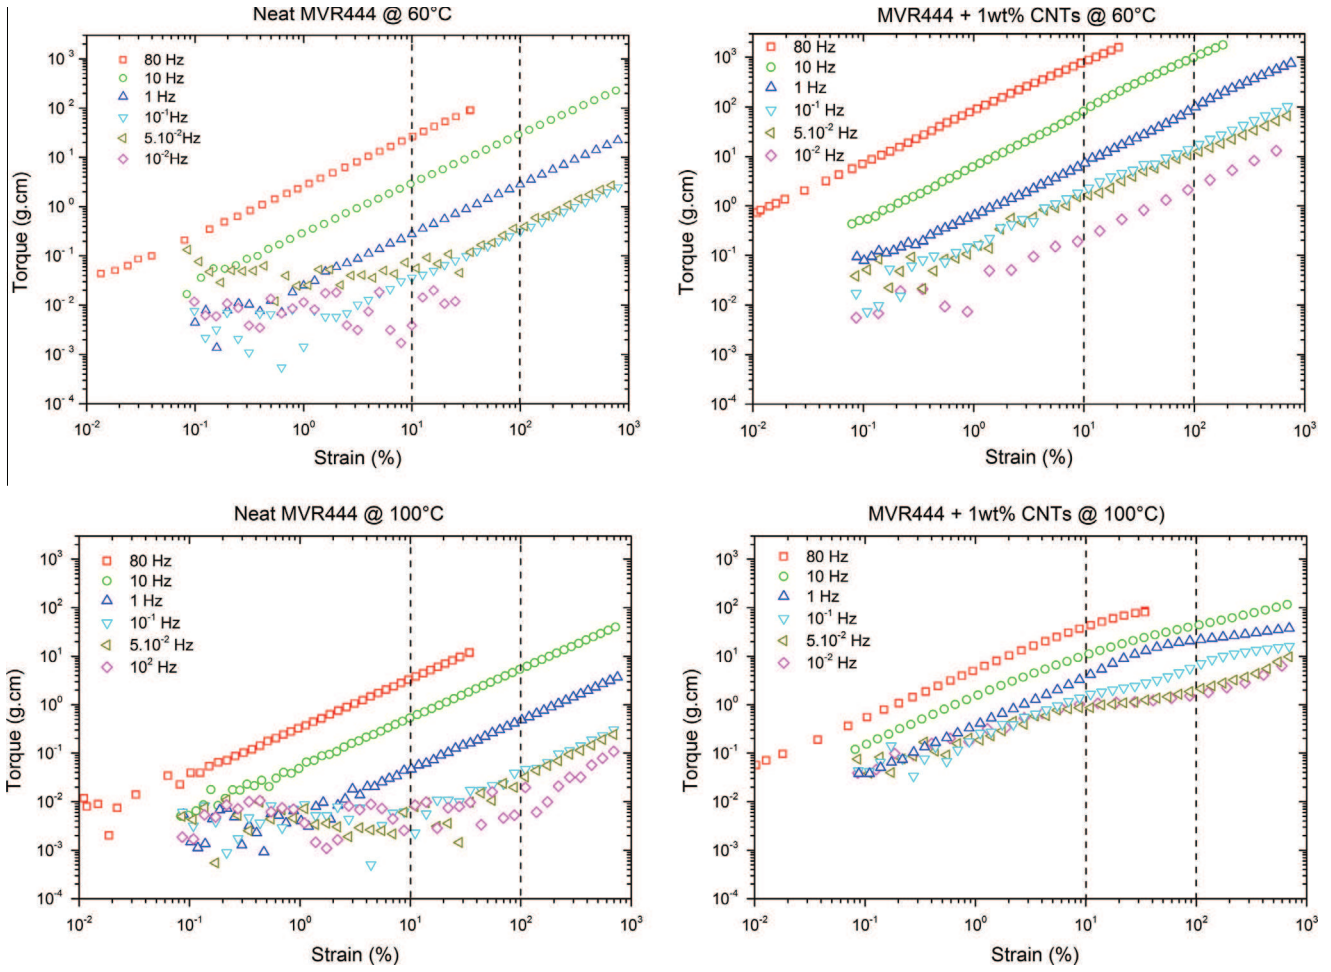 Neat MVR444 @ 60°C
10³
10²
10¹
10⁰
10⁻¹
10⁻²
10⁻³
10⁻⁴
Torque (g.cm)
80 Hz
10 Hz
1 Hz
10⁻¹Hz
5.10⁻²Hz
10⁻²Hz
10⁻² 10⁻¹ 10⁰ 10¹ 10² 10³
Strain (%)
MVR444 + 1wt% CNTs @ 60°C
10³
10²
10¹
10⁰
10⁻¹
10⁻²
10⁻³
10⁻⁴
Torque (g.cm)
80 Hz
10 Hz
1 Hz
10⁻¹ Hz
5.10⁻² Hz
10⁻² Hz
10⁻² 10⁻¹ 10⁰ 10¹ 10² 10³
Strain (%)
Neat MVR444 @ 100°C
10³
10²
10¹
10⁰
10⁻¹
10⁻²
10⁻³
10⁻⁴
Torque (g.cm)
80 Hz
10 Hz
1 Hz
10⁻¹ Hz
5.10⁻² Hz
10² Hz
10⁻² 10⁻¹ 10⁰ 10¹ 10² 10³
Strain (%)
MVR444 + 1wt% CNTs @ 100°C)
10³
10²
10¹
10⁰
10⁻¹
10⁻²
10⁻³
10⁻⁴
Torque (g.cm)
80 Hz
10 Hz
1 Hz
10⁻¹ Hz
5.10⁻² Hz
10⁻² Hz
10⁻² 10⁻¹ 10⁰ 10¹ 10² 10³
Strain (%)